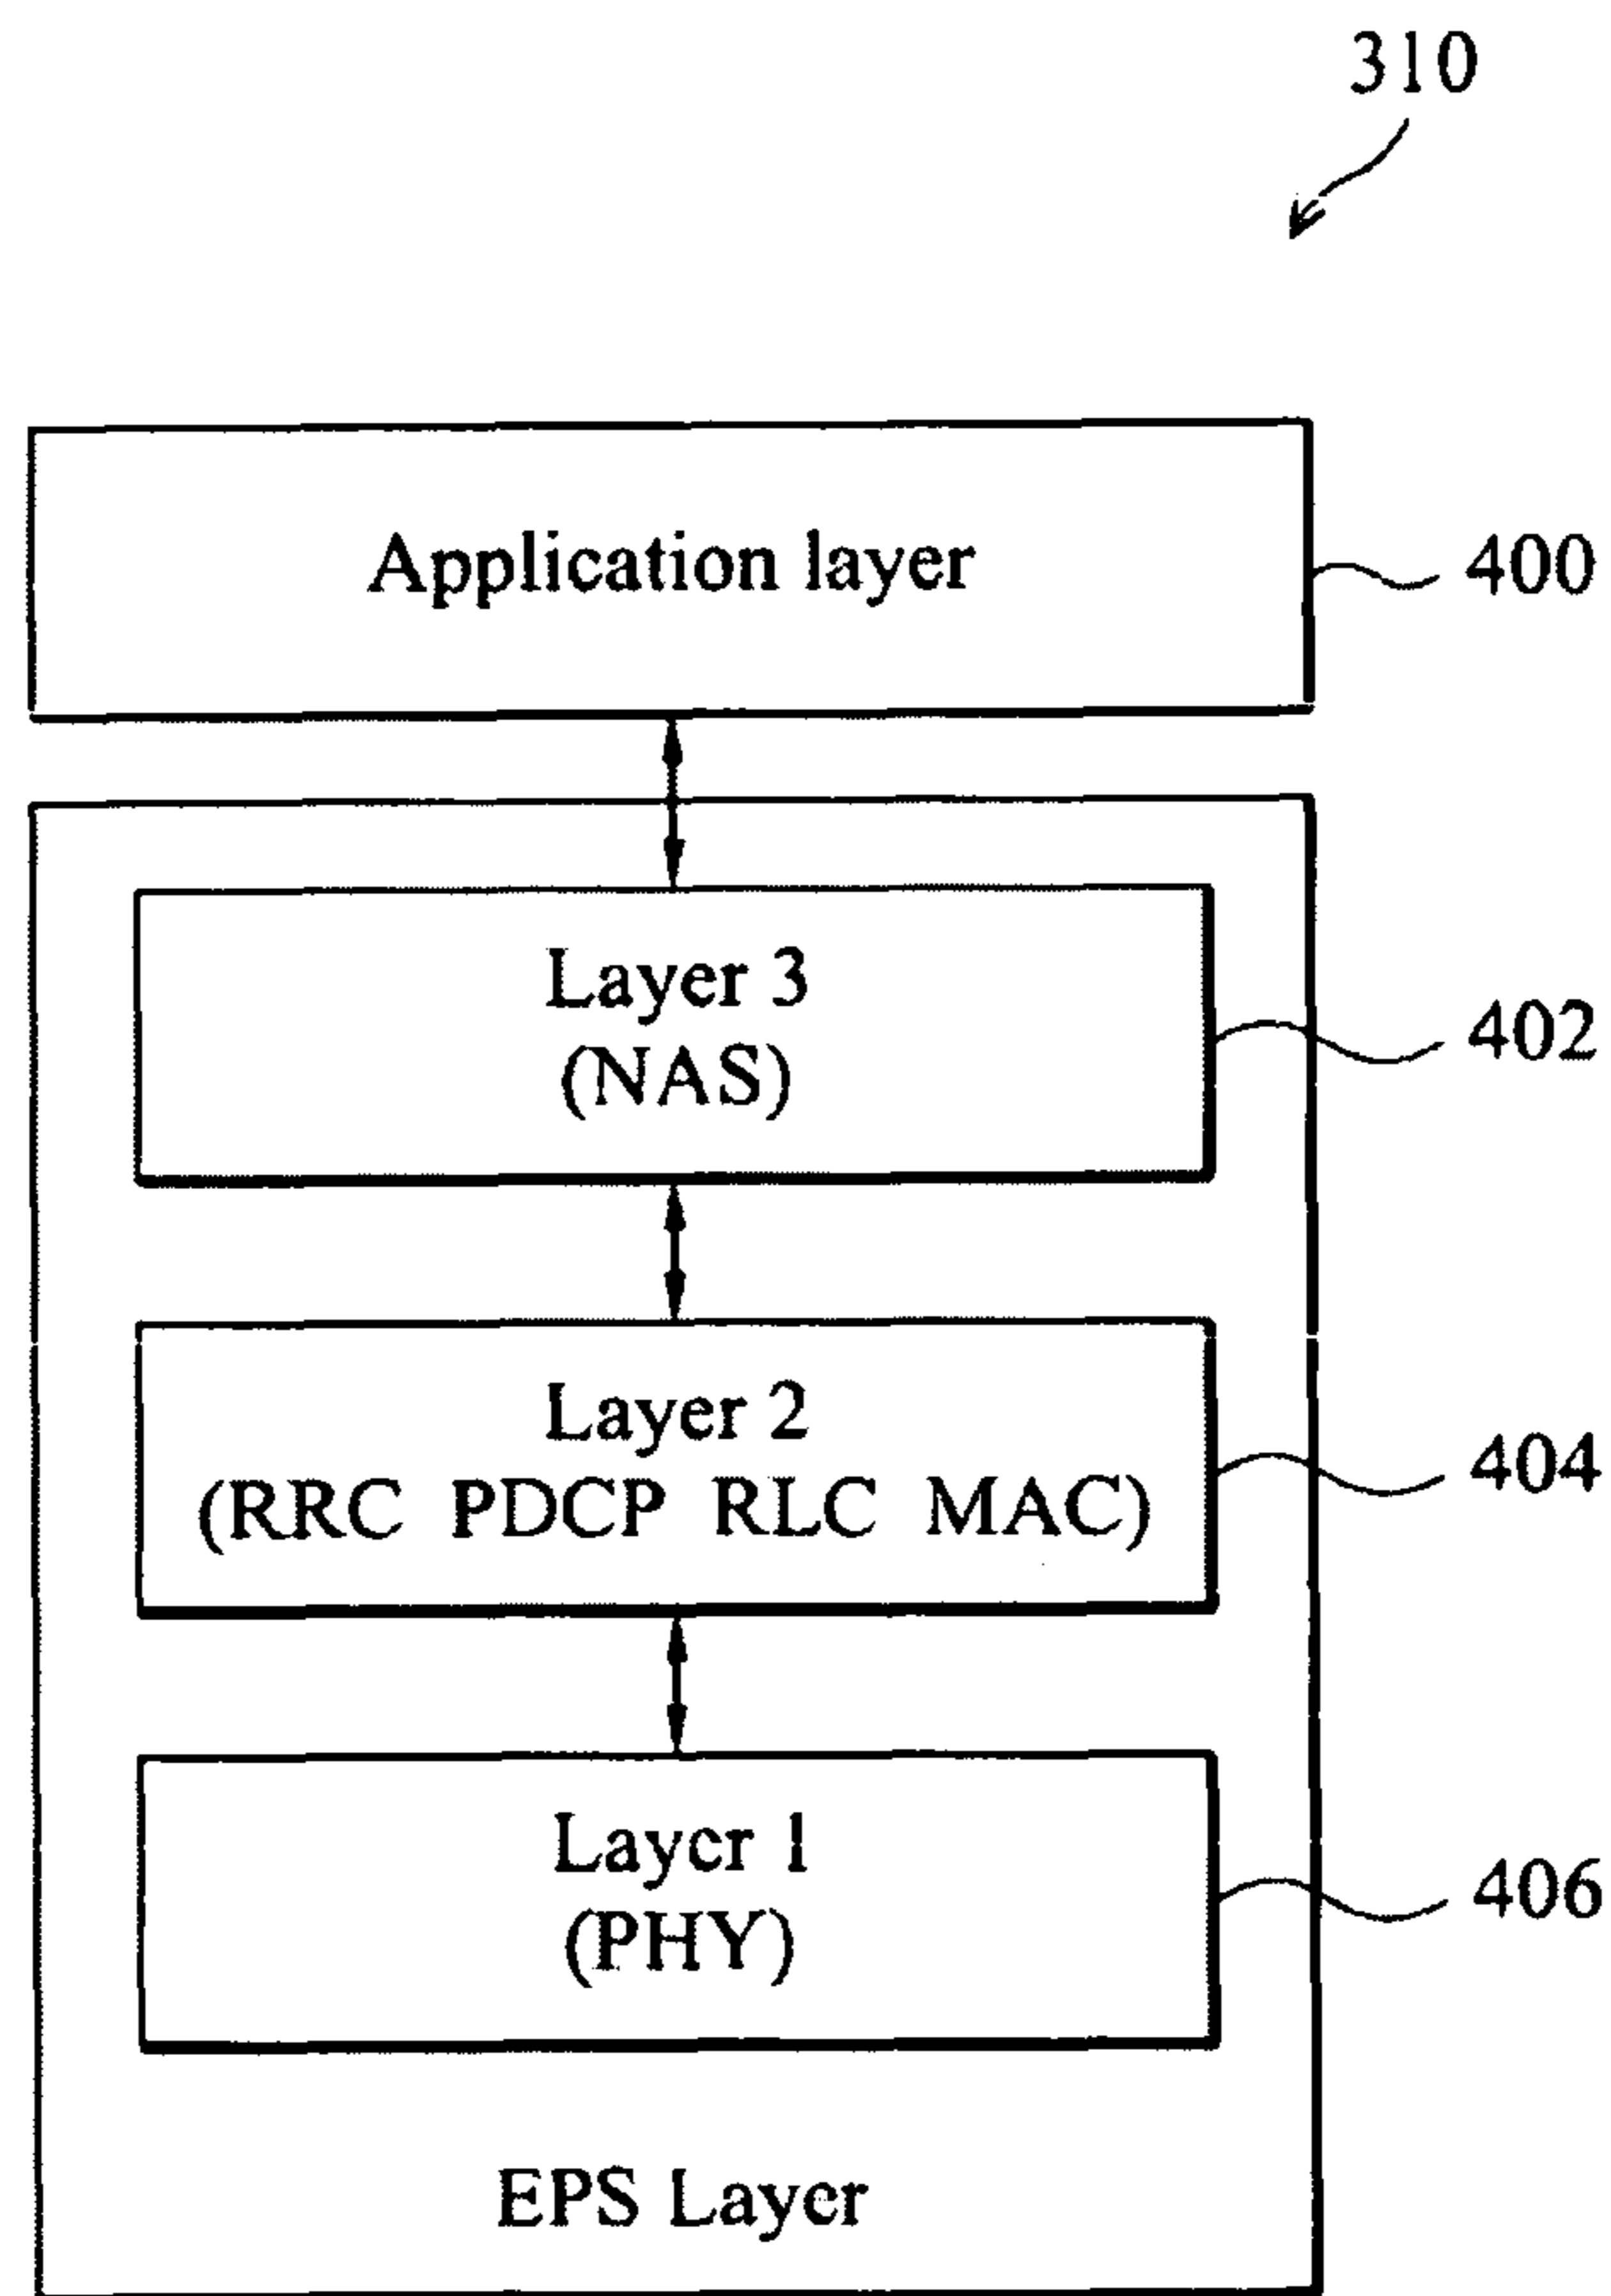 310
Application layer
400
Layer 3
(NAS)
402
Layer 2
(RRC PDCP RLC MAC)
404
Layer 1
(PHY)
406
EPS Layer